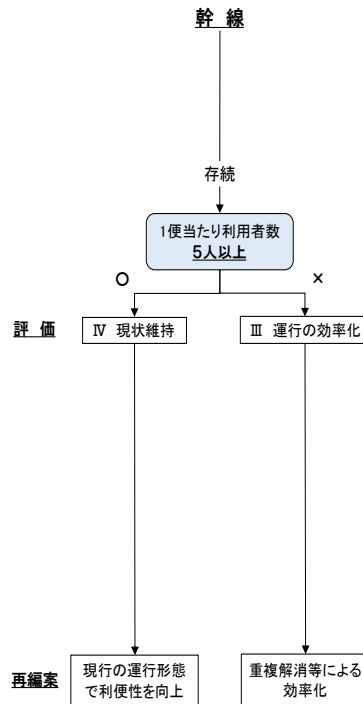 幹 線
存続
1便当たり利用者数
5人以上
○ ×
評 価 Ⅳ 現状維持 Ⅲ 運行の効率化
再編案
現行の運行形態
で利便性を向上
重複解消等による
効率化